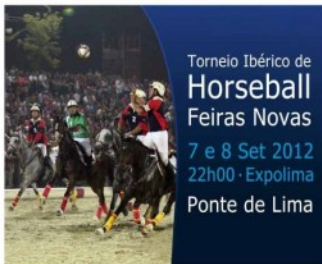 Torneio Ibérico de
Horseball
Feiras Novas
7 e 8 Set 2012
22h00 · Expolima
Ponte de Lima